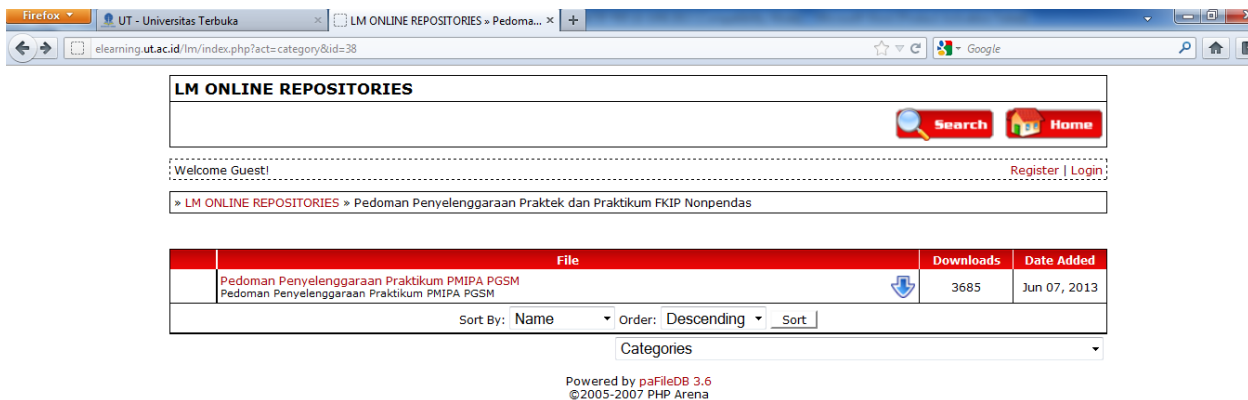 Firefox
UT - Universitas Terbuka
LM ONLINE REPOSITORIES » Pedoma...
elearning.ut.ac.id/lm/index.php?act=category&id=38
Google
LM ONLINE REPOSITORIES
Search
Home
Welcome Guest!
Register | Login
» LM ONLINE REPOSITORIES » Pedoman Penyelenggaraan Praktek dan Praktikum FKIP Nonpendas
File Downloads Date Added
Pedoman Penyelenggaraan Praktikum PMIPA PGSM
Pedoman Penyelenggaraan Praktikum PMIPA PGSM
3685
Jun 07, 2013
Sort By: Name Order: Descending Sort
Categories
Powered by paFileDB 3.6
©2005-2007 PHP Arena